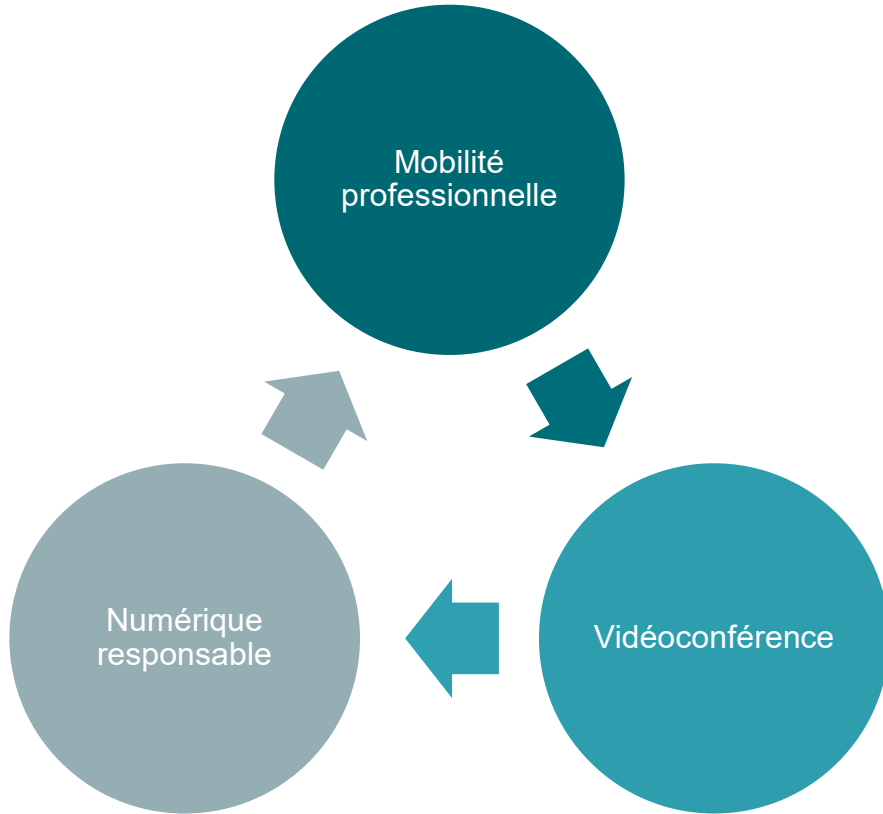 Mobilité
professionnelle
Vidéoconférence
Numérique
responsable